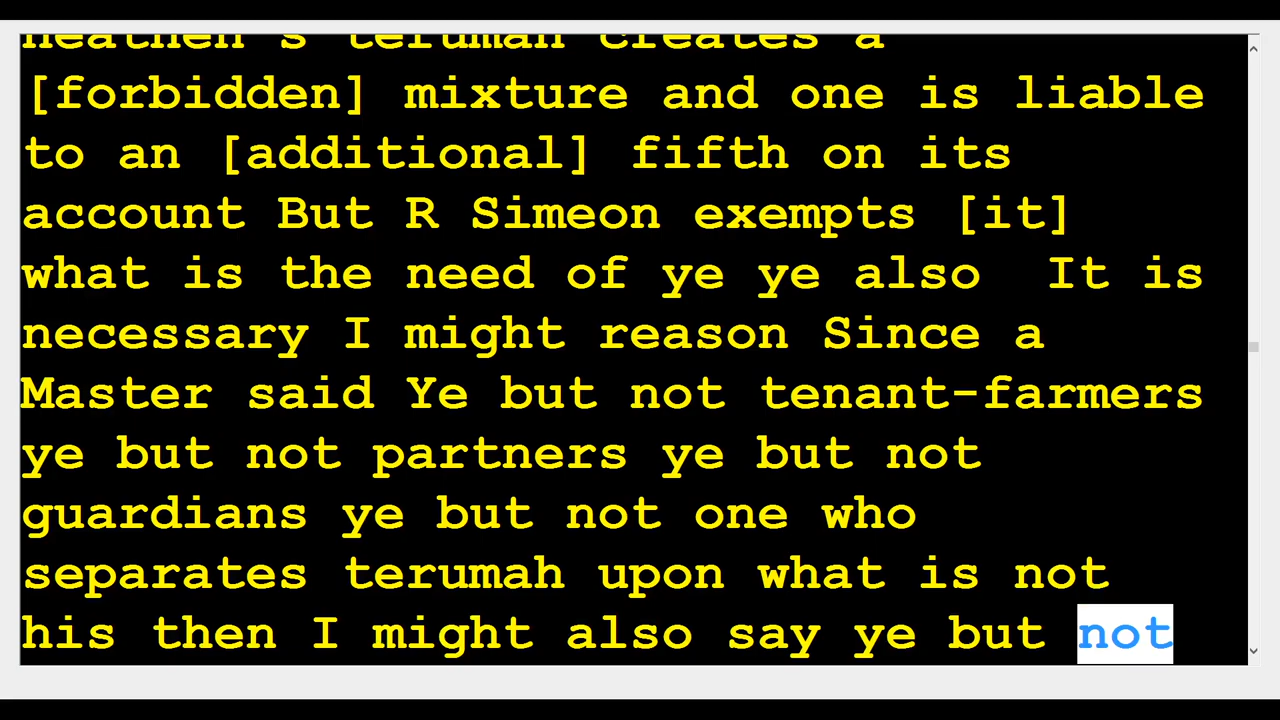 heathen s terumah creates a
[forbidden] mixture and one is liable
to an [additional] fifth on its
account But R Simeon exempts [it]
what is the need of ye ye also  It is
necessary I might reason Since a
Master said Ye but not tenant-farmers
ye but not partners ye but not
guardians ye but not one who
separates terumah upon what is not
his then I might also say ye but not